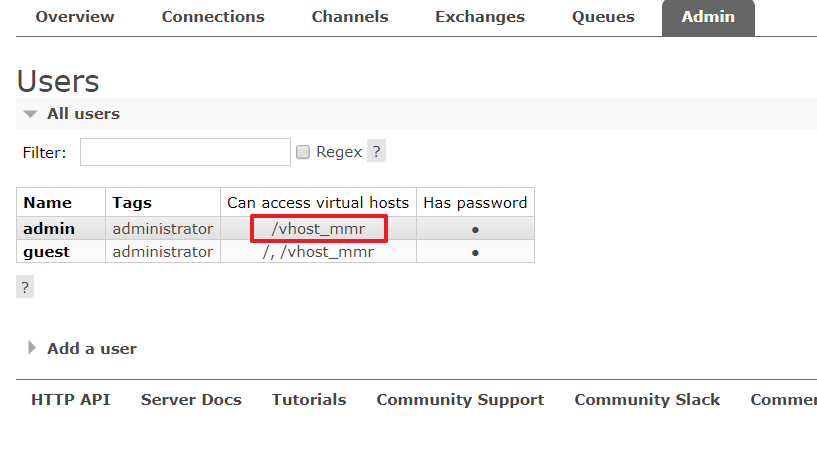 Overview Connections Channels Exchanges Queues Admin
Users
All users
Filter: Regex ?
Name Tags Can access virtual hosts Has password
admin administrator /vhost_mmr ●
guest administrator /, /vhost_mmr ●
?
Add a user
HTTP API Server Docs Tutorials Community Support Community Slack